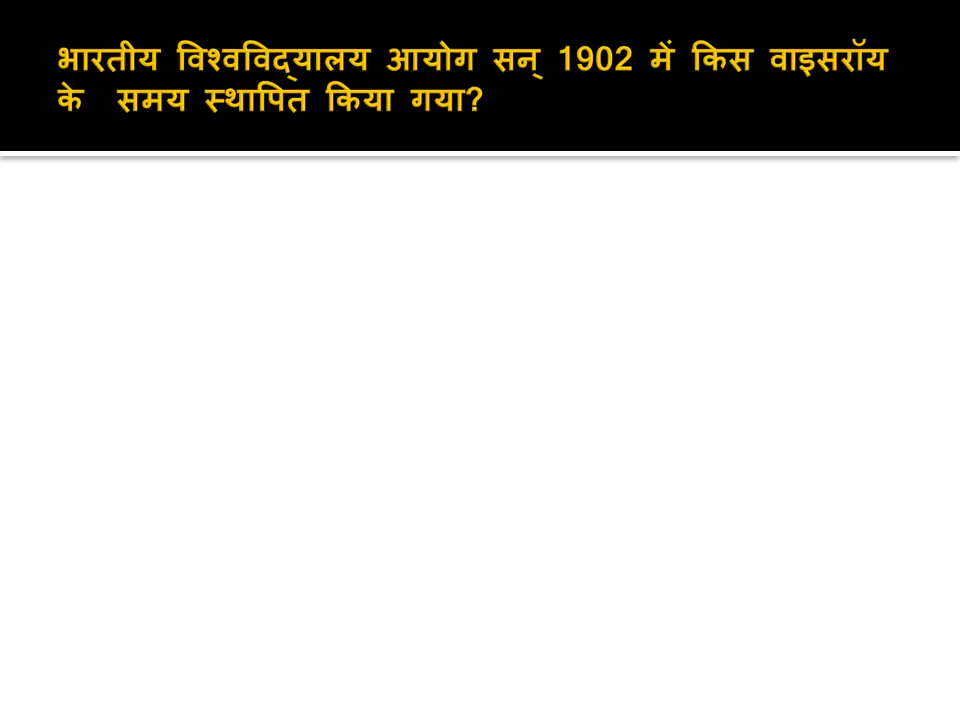 भारतीय विश्वविद्‌यालय आयोग सन् 1902 में किस वाइसरॉय
के समय स्थापित किया गया?